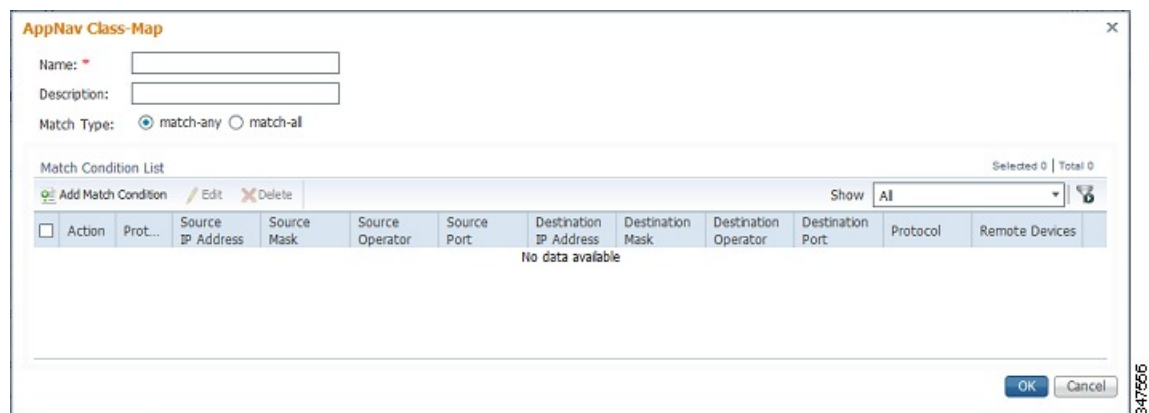 AppNav Class-Map
Name: *
Description:
Match Type: match-any match-all
Match Condition List Selected 0 | Total 0
Add Match Condition Edit Delete Show All
Action Prot... Source IP Address Source Mask Source Operator Source Port Destination IP Address Destination Mask Destination Operator Destination Port Protocol Remote Devices
No data available
OK Cancel
347566